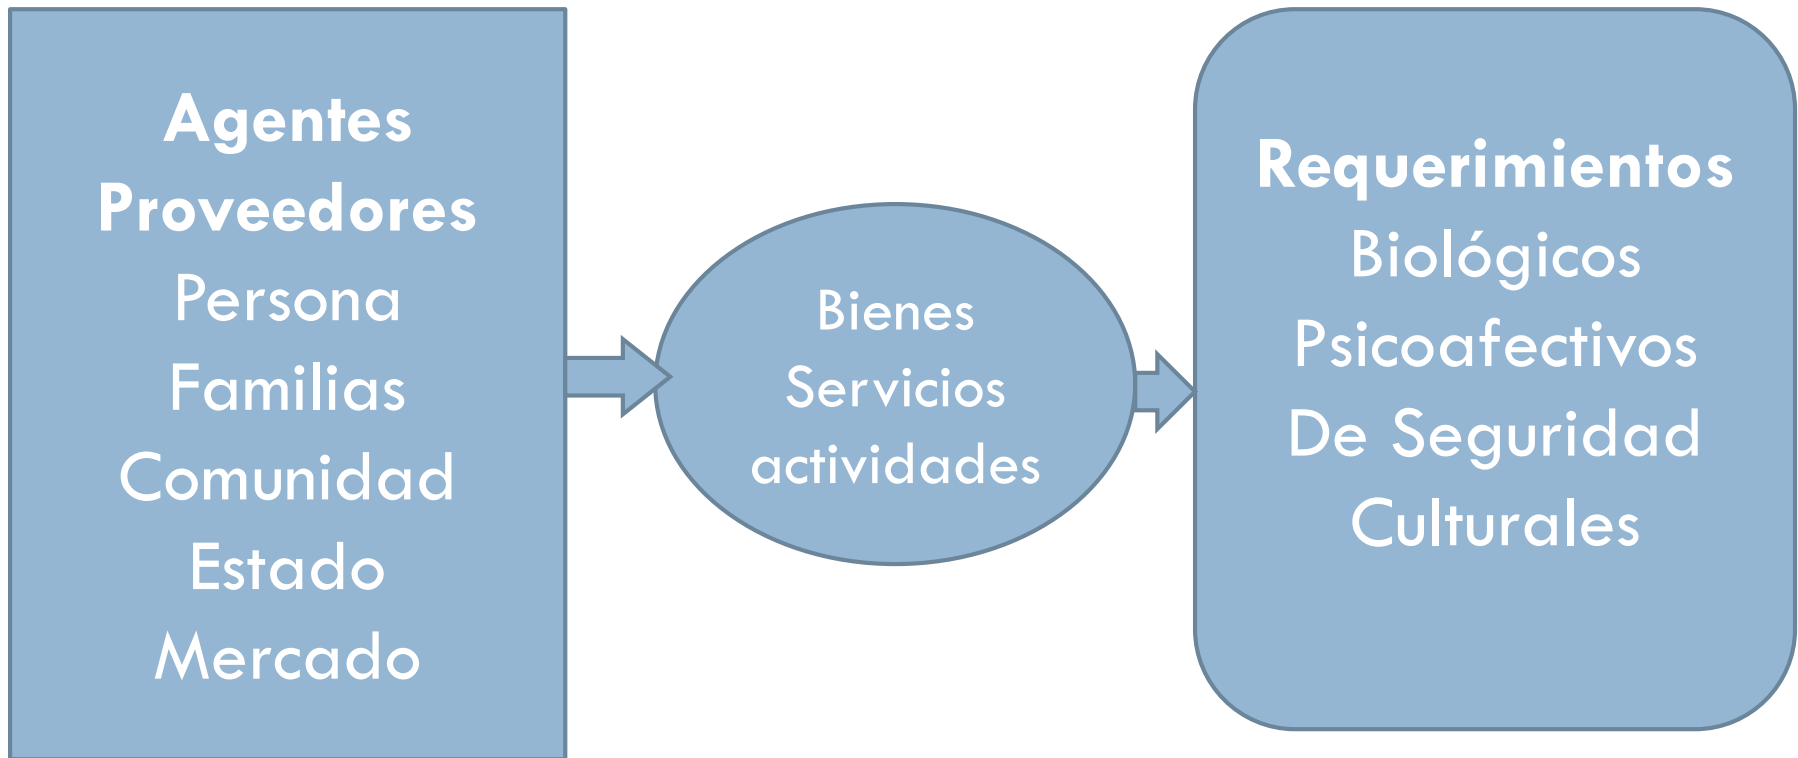 Agentes
Proveedores
Persona
Familias
Comunidad
Estado
Mercado
Bienes
Servicios
actividades
Requerimientos
Biológicos
Psicoafectivos
De Seguridad
Culturales